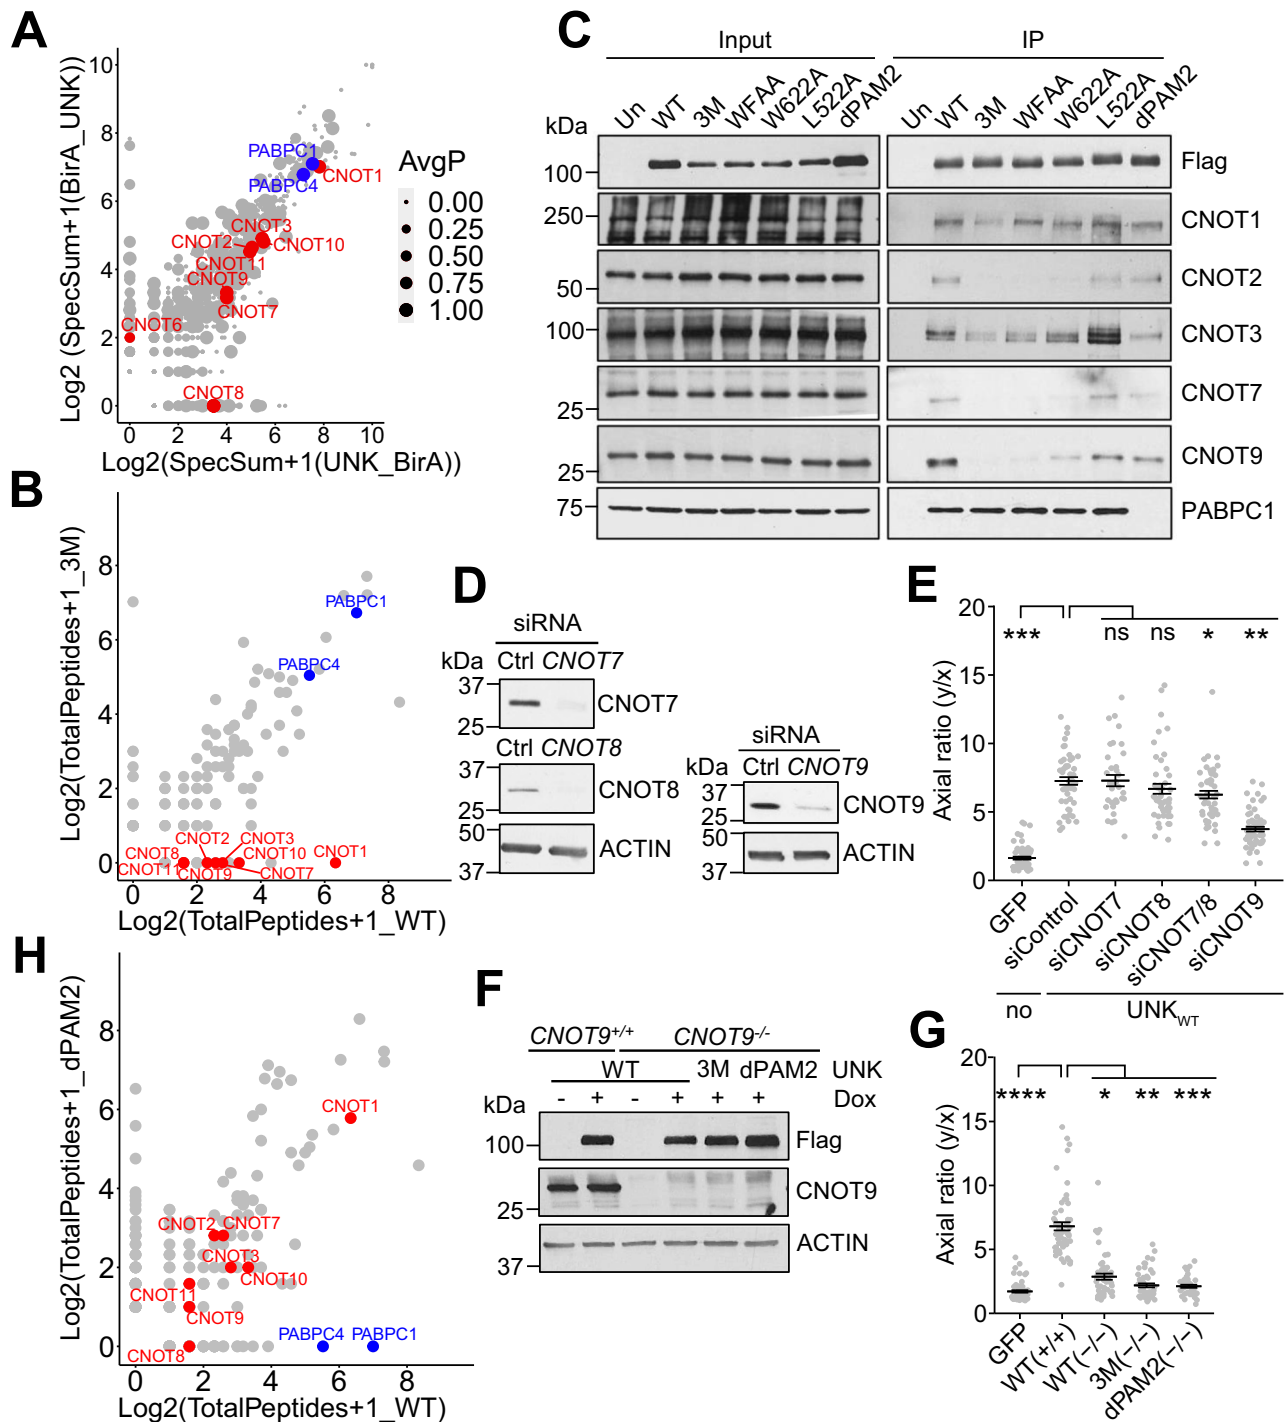 A
Log2 (SpecSum+1(BirA_UNK))
10
8
6
4
2
0
PABPC1
PABPC4
CNOT1
CNOT3
CNOT2
CNOT10
CNOT11
CNOT9
CNOT7
CNOT6
CNOT8
0 2 4 6 8 10
Log2(SpecSum+1(UNK_BirA))
AvgP
0.00
0.25
0.50
0.75
1.00
B
Log2(TotalPeptides+1_3M)
8
6
4
2
0
PABPC1
PABPC4
CNOT2 CNOT3
CNOT8 CNOT10 CNOT1
CNOT11 CNOT9 CNOT7
0 2 4 6 8
Log2(TotalPeptides+1_WT)
C
Input IP
Un WT 3M WFAA W622A L522A dPAM2 Un WT 3M WFAA W622A L522A dPAM2
kDa
100 Flag
250 CNOT1
50 CNOT2
100 CNOT3
25 CNOT7
25 CNOT9
75 PABPC1
D
siRNA
kDa Ctrl CNOT7
37
CNOT7
25
Ctrl CNOT8
37
CNOT8
25
50
ACTIN
37
siRNA
kDa Ctrl CNOT9
37
CNOT9
25
50
ACTIN
37
E
Axial ratio (y/x)
20
15
10
5
0
*** ns ns * **
GFP siControl siCNOT7 siCNOT8 siCNOT7/8 siCNOT9
no UNKWT
H
Log2(TotalPeptides+1_dPAM2)
8
6
4
2
0
CNOT1
CNOT2 CNOT7
CNOT3
CNOT10
CNOT11
CNOT9
CNOT8
PABPC4 PABPC1
0 2 4 6 8
Log2(TotalPeptides+1_WT)
F
CNOT9+/+ CNOT9-/-
WT 3M dPAM2 UNK
- + - + + + Dox
kDa
100 Flag
CNOT9
25
ACTIN
37
G
Axial ratio (y/x)
20
15
10
5
0
**** * ** ***
GFP WT(+/+) WT(−/−) 3M(−/−) dPAM2(−/−)